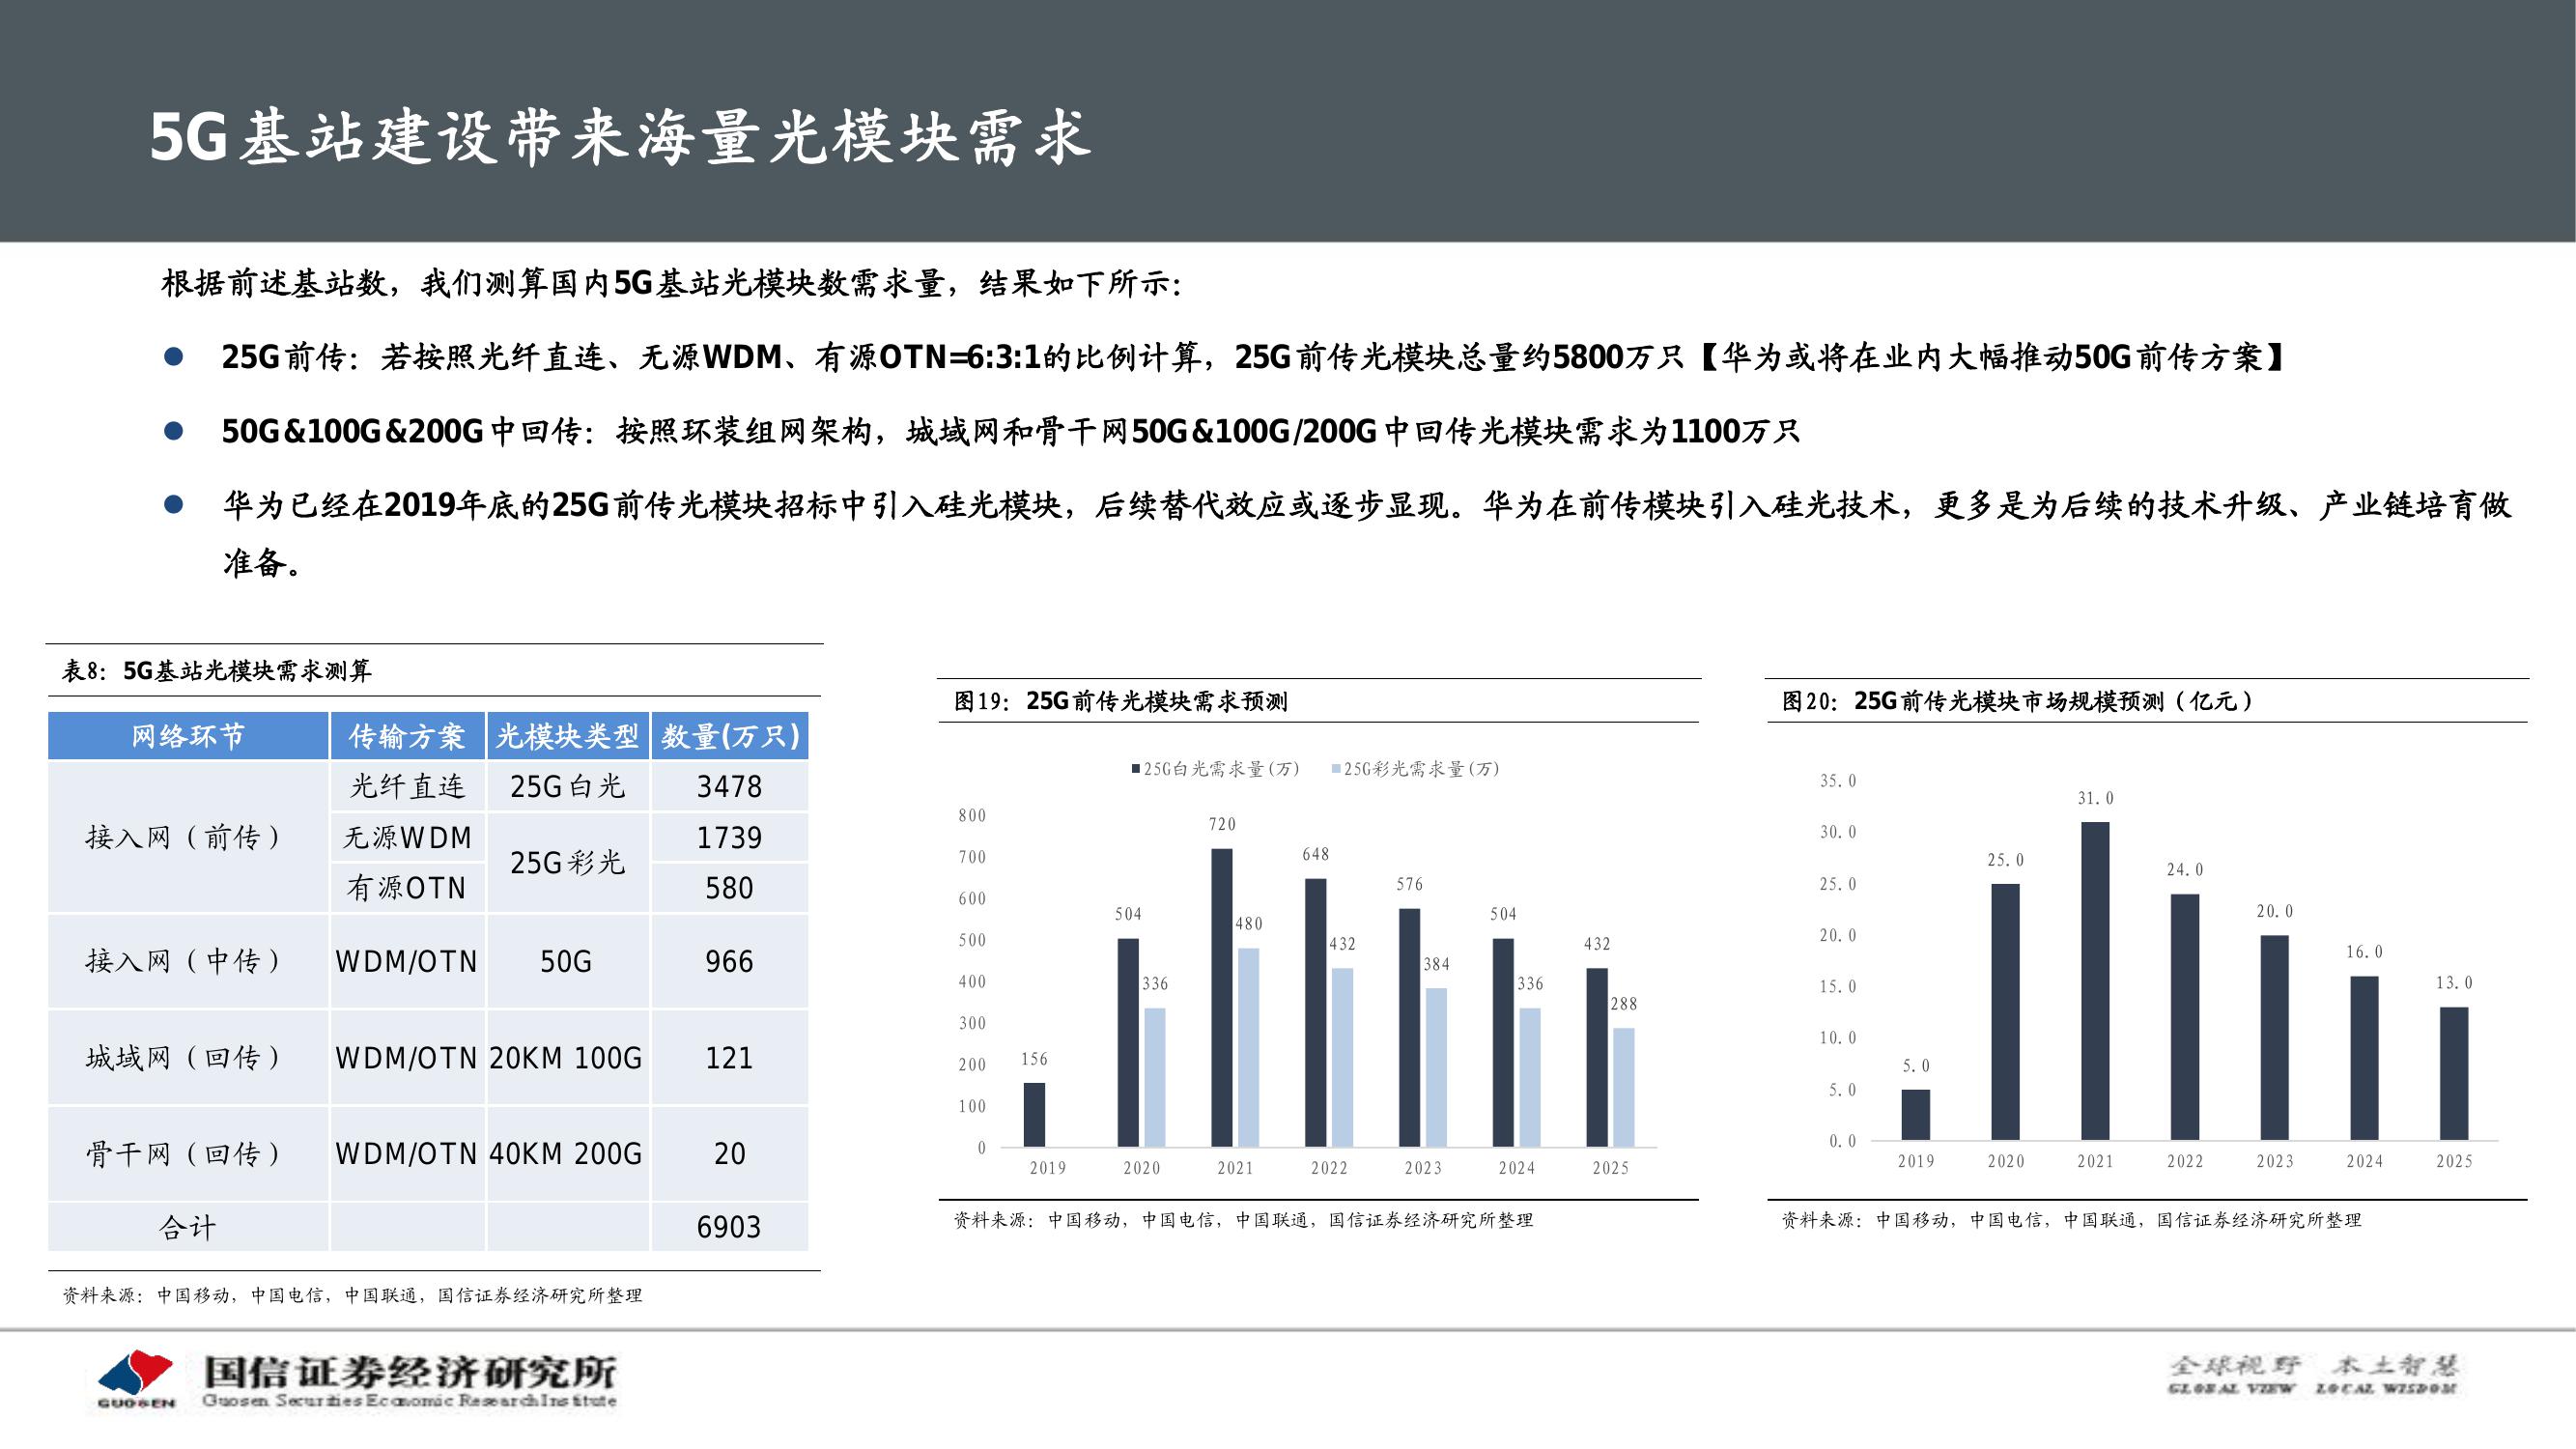 5G基站建设带来海量光模块需求
根据前述基站数，我们测算国内5G基站光模块数需求量，结果如下所示：
● 25G前传：若按照光纤直连、无源WDM、有源OTN=6:3:1的比例计算，25G前传光模块总量约5800万只【华为或将在业内大幅推动50G前传方案】
● 50G&100G&200G中回传：按照环装组网架构，城域网和骨干网50G&100G/200G中回传光模块需求为1100万只
● 华为已经在2019年底的25G前传光模块招标中引入硅光模块，后续替代效应或逐步显现。华为在前传模块引入硅光技术，更多是为后续的技术升级、产业链培育做
准备。
表8：5G基站光模块需求测算
网络环节 传输方案 光模块类型 数量(万只)
接入网（前传） 光纤直连 25G白光 3478
无源WDM 25G彩光 1739
有源OTN 580
接入网（中传） WDM/OTN 50G 966
城域网（回传） WDM/OTN 20KM 100G 121
骨干网（回传） WDM/OTN 40KM 200G 20
合计 6903
资料来源：中国移动，中国电信，中国联通，国信证券经济研究所整理
图19：25G前传光模块需求预测
25G白光需求量(万) 25G彩光需求量(万)
800
700
600
500
400
300
200
100
0
156
504
336
720
480
648
432
576
384
504
336
432
288
2019 2020 2021 2022 2023 2024 2025
资料来源：中国移动，中国电信，中国联通，国信证券经济研究所整理
图20：25G前传光模块市场规模预测（亿元）
35.0
30.0
25.0
20.0
15.0
10.0
5.0
0.0
5.0
25.0
31.0
24.0
20.0
16.0
13.0
2019 2020 2021 2022 2023 2024 2025
资料来源：中国移动，中国电信，中国联通，国信证券经济研究所整理
GUOSEN
国信证券经济研究所
Guosen Securities Economic Research Institute
全球视野 本土智慧
GLOBAL VIEW LOCAL WISDOM